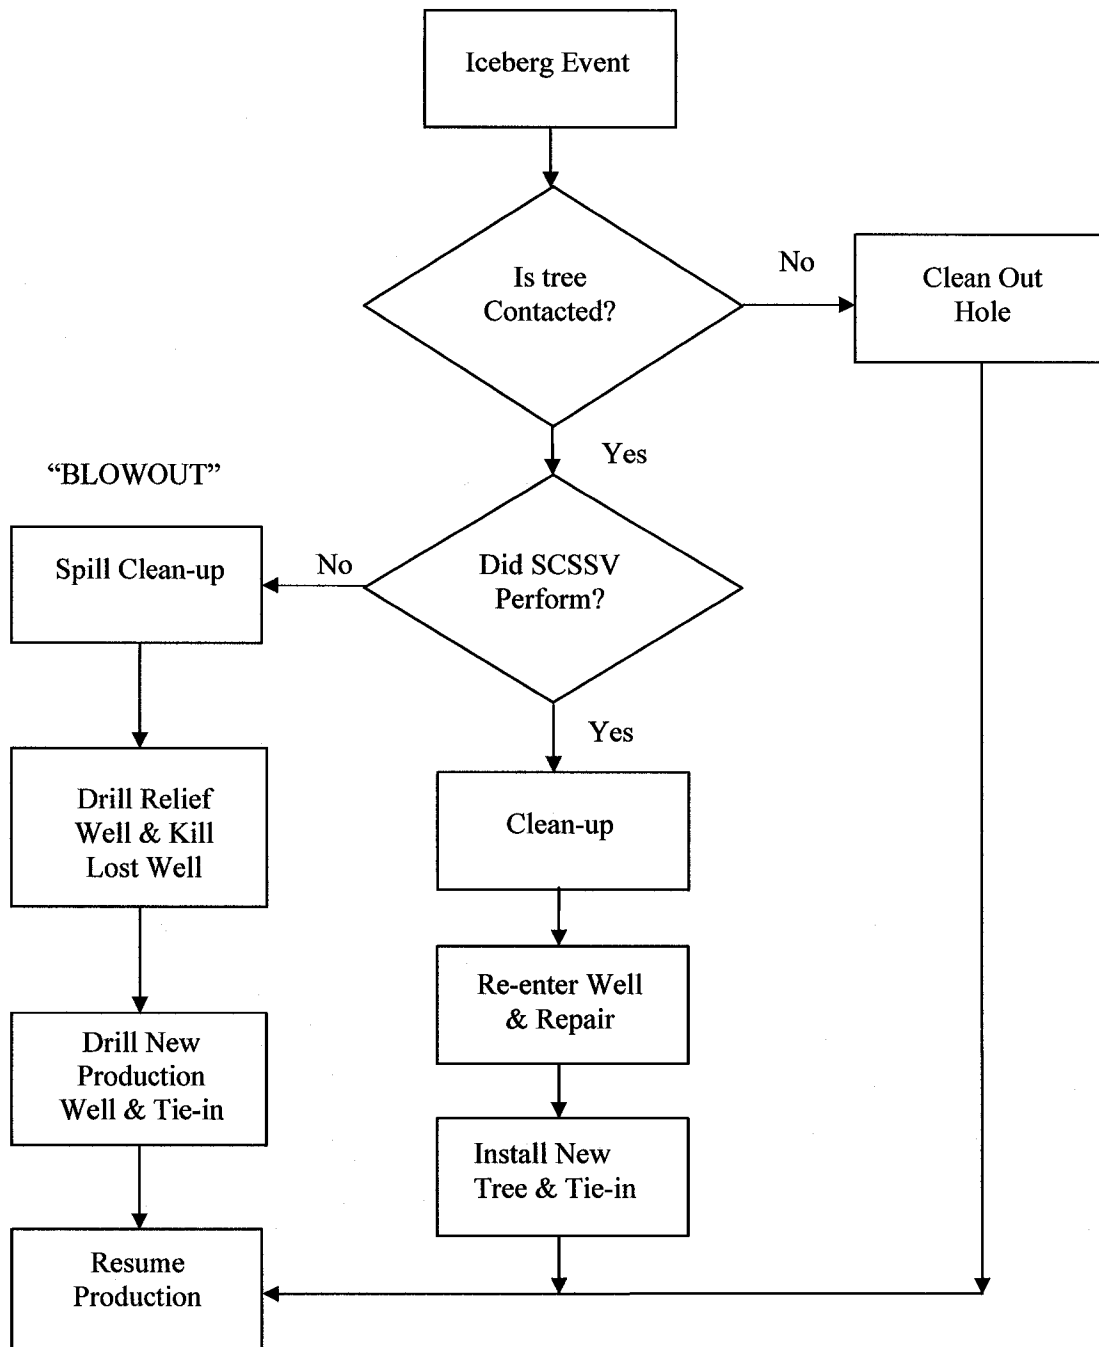 Iceberg Event
Is tree
Contacted?
No
Clean Out
Hole
Yes
“BLOWOUT”
Spill Clean-up
No
Did SCSSV
Perform?
Yes
Drill Relief
Well & Kill
Lost Well
Clean-up
Re-enter Well
& Repair
Drill New
Production
Well & Tie-in
Install New
Tree & Tie-in
Resume
Production